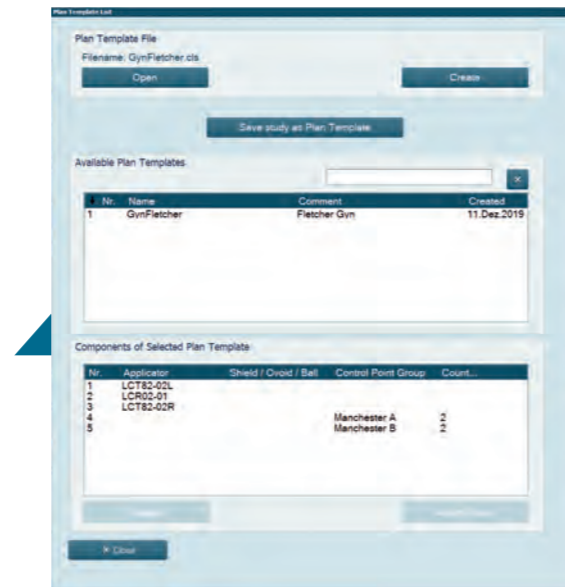 Plan Template List
Plan Template File
Filename: GynFletcher.cls
Open Create
Save study as Plan Template
Available Plan Templates
×
Nr. Name Comment Created
1 GynFletcher Fletcher Gyn 11.Dez.2019
Components of Selected Plan Template
Nr. Applicator Shield / Ovoid / Ball Control Point Group Count...
1 LCT82-02L
2 LCR02-01
3 LCT82-02R
4 Manchester A 2
5 Manchester B 2
× Close